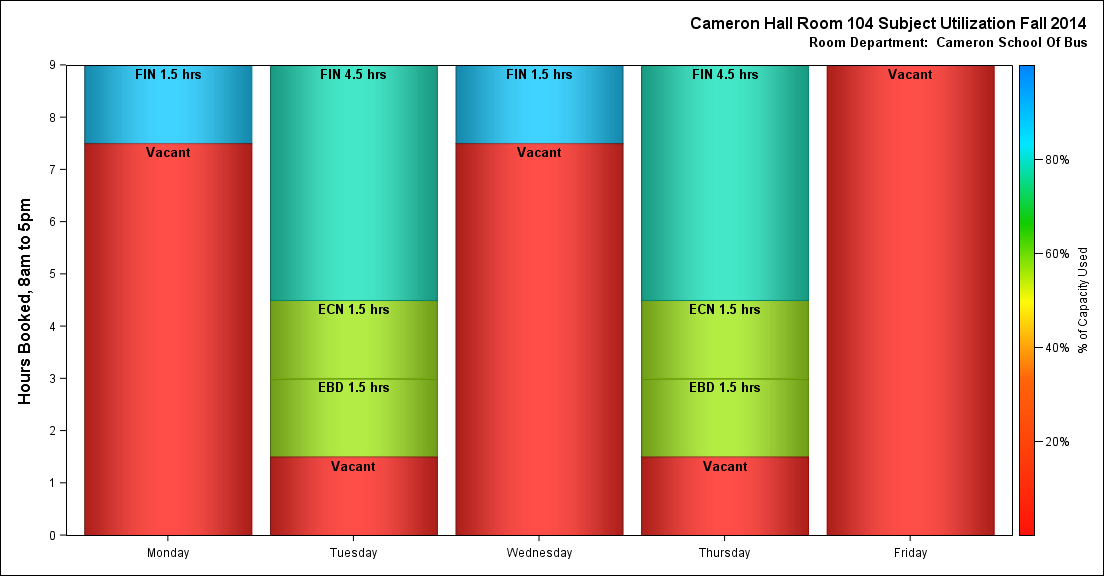 Cameron Hall Room 104 Subject Utilization Fall 2014
Room Department:  Cameron School Of Bus
Hours Booked, 8am to 5pm
9
8
7
6
5
4
3
2
1
0
FIN 1.5 hrs
Vacant
FIN 4.5 hrs
ECN 1.5 hrs
EBD 1.5 hrs
Vacant
FIN 1.5 hrs
Vacant
FIN 4.5 hrs
ECN 1.5 hrs
EBD 1.5 hrs
Vacant
Vacant
Monday
Tuesday
Wednesday
Thursday
Friday
80%
60%
40%
20%
% of Capacity Used